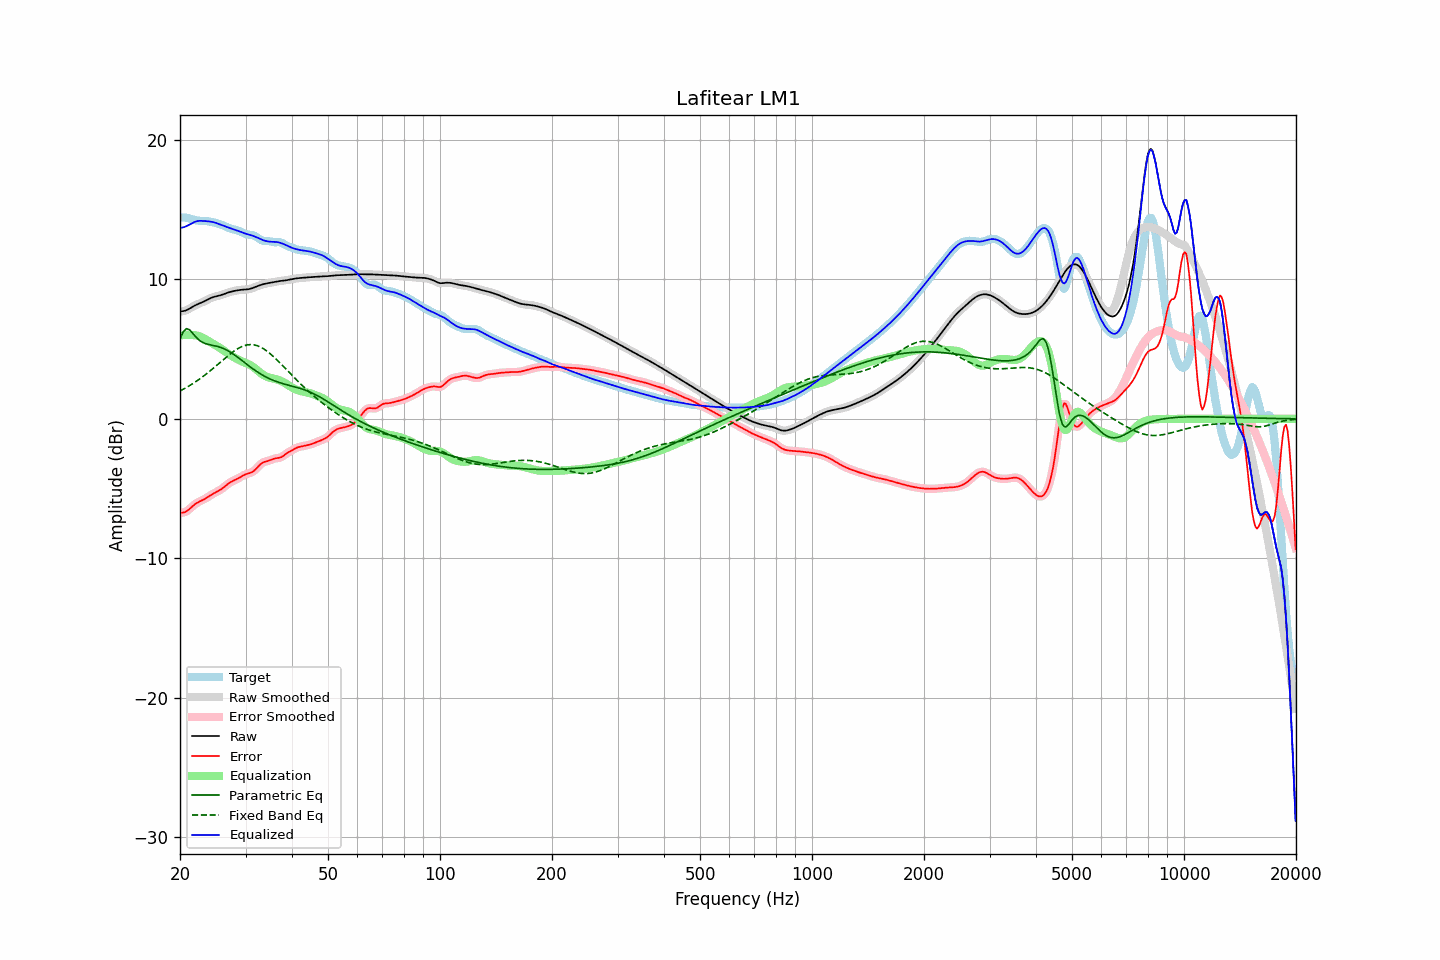 Lafitear LM1
20
10
0
−10
−20
−30
Amplitude (dBr)
Target
Raw Smoothed
Error Smoothed
Raw
Error
Equalization
Parametric Eq
Fixed Band Eq
Equalized
20 50 100 200 500 1000 2000 5000 10000 20000
Frequency (Hz)